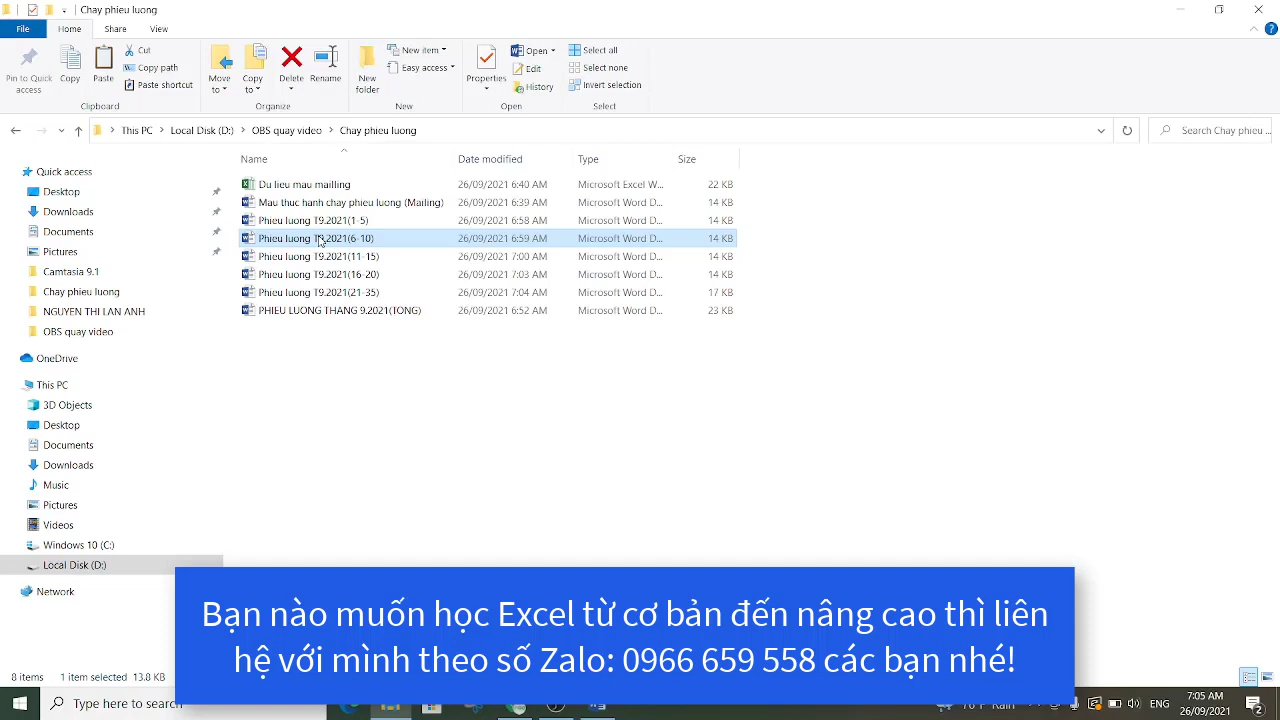 Chay phieu luong
File Home Share View
Pin to Quick access
Copy
Paste
Cut
Copy path
Paste shortcut
Move to
Copy to
Delete
Rename
New folder
New item
Easy access
Properties
Open
Edit
History
Select all
Select none
Invert selection
Clipboard Organize New Open Select
This PC Local Disk (D:) OBS quay video Chay phieu luong
Search Chay phieu ...
Name Date modified Type Size
Du lieu mau mailling 26/09/2021 6:40 AM Microsoft Excel W... 22 KB
Mau thuc hanh chay phieu luong (Mailing) 26/09/2021 6:39 AM Microsoft Word D... 14 KB
Phieu luong T9.2021(1-5) 26/09/2021 6:58 AM Microsoft Word D... 14 KB
Phieu luong T9.2021(6-10) 26/09/2021 6:59 AM Microsoft Word D... 14 KB
Phieu luong T9.2021(11-15) 26/09/2021 7:00 AM Microsoft Word D... 14 KB
Phieu luong T9.2021(16-20) 26/09/2021 7:03 AM Microsoft Word D... 14 KB
Phieu luong T9.2021(21-35) 26/09/2021 7:04 AM Microsoft Word D... 17 KB
PHIEU LUONG THANG 9.2021(TONG) 26/09/2021 6:52 AM Microsoft Word D... 23 KB
Quick access
Desktop
Downloads
Documents
Pictures
Camtasia 9.1
Chay phieu luong
NGUYEN THI LAN ANH
OBS quay video
OneDrive
This PC
3D Objects
Desktop
Documents
Downloads
Music
Pictures
Videos
Windows 10 (C:)
Local Disk (D:)
Network
Bạn nào muốn học Excel từ cơ bản đến nâng cao thì liên
hệ với mình theo số Zalo: 0966 659 558 các bạn nhé!
8 items 1 item selected 13.8 KB
Type here to search
7:05 AM
26/09/2021